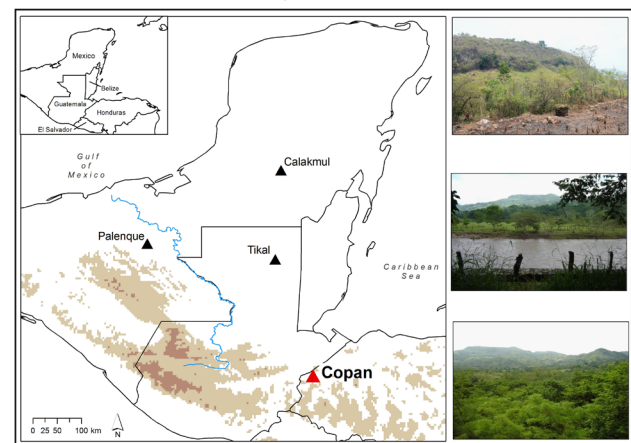 Mexico
Belize
Guatemala
Honduras
El Salvador
Gulf
of
Mexico
Calakmul
Palenque
Tikal
Caribbean
Sea
Copan
0 25 50 100 km
N